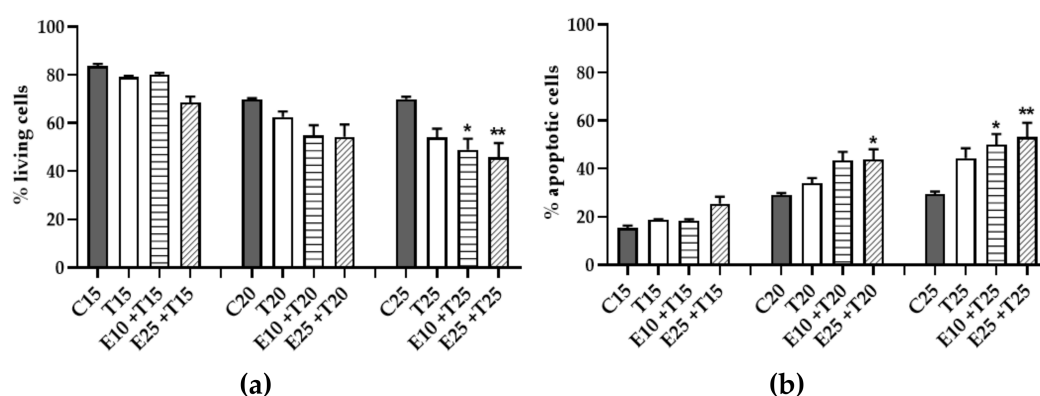 100
80
60
40
20
0
% living cells
*
**
C15
T15
E10 +T15
E25 +T15
C20
T20
E10 +T20
E25 +T20
C25
T25
E10 +T25
E25 +T25
(a)
100
80
60
40
20
0
% apoptotic cells
*
*
**
C15
T15
E10 +T15
E25 +T15
C20
T20
E10 +T20
E25 +T20
C25
T25
E10 +T25
E25 +T25
(b)